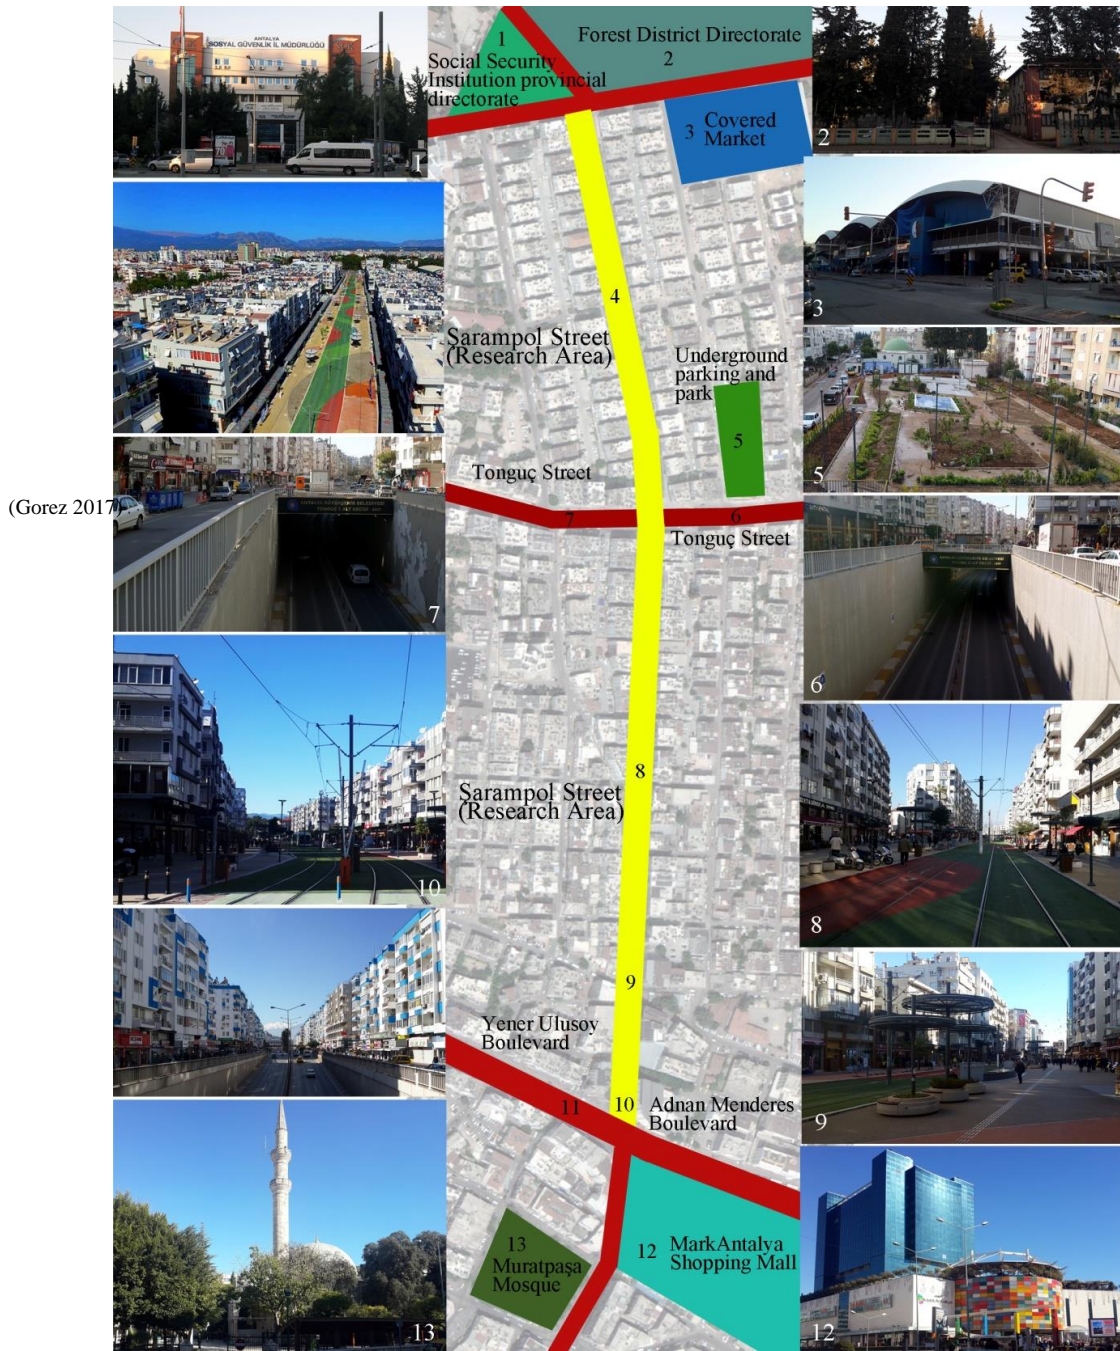 ANTALYA
SOSYAL GÜVENLİK İL MÜDÜRLÜĞÜ
1
1
Social Security
Institution provincial
directorate
Forest District Directorate
2
3 Covered
Market
2
3
4
Sarampol Street
(Research Area)
Underground
parking and
park
5
5
Tonguç Street
7
6
Tonguç Street
(Gorez 2017)
7
6
8
Sarampol Street
(Research Area)
10
8
9
Yener Ulusoy
Boulevard
11
10
Adnan Menderes
Boulevard
9
13
Muratpaşa
Mosque
12 MarkAntalya
Shopping Mall
13
12